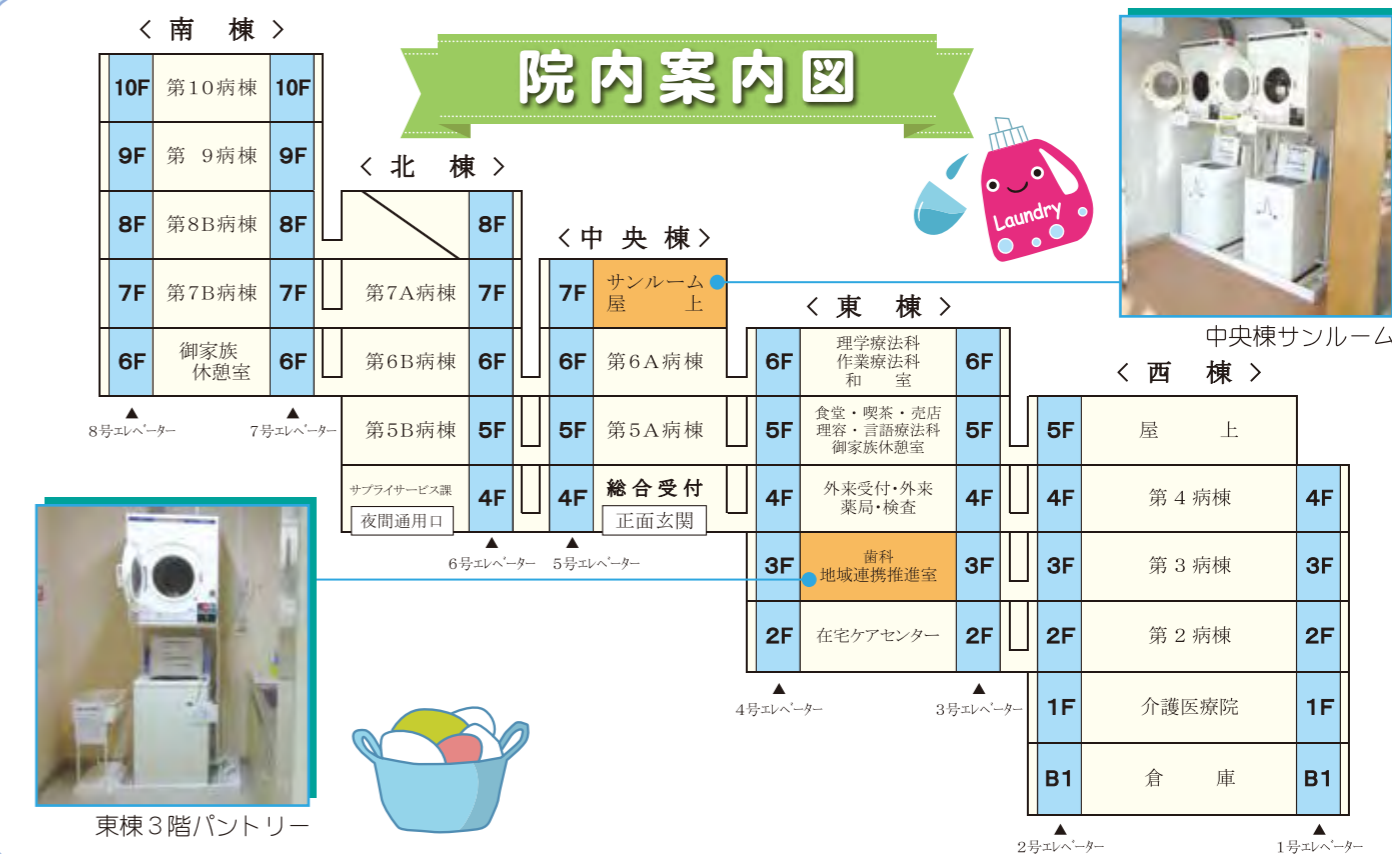 院内案内図
〈 南 棟 〉
10F 第10病棟 10F
9F 第 9病棟 9F
8F 第8B病棟 8F
7F 第7B病棟 7F
6F 御家族 6F
休憩室
▲ ▲
8号エレベーター 7号エレベーター
〈 北 棟 〉
8F
第7A病棟 7F
第6B病棟 6F
第5B病棟 5F
サプライサービス課 4F
夜間通用口
▲
6号エレベーター
〈 中 央 棟 〉
7F サンルーム
屋 上
6F 第6A病棟
5F 第5A病棟
4F 総合受付
正面玄関
▲
5号エレベーター
〈 東 棟 〉
6F 理学療法科 6F
作業療法科
和 室
5F 食堂・喫茶・売店 5F
理容・言語療法科
御家族休憩室
4F 外来受付・外来 4F
薬局・検査
3F 歯科 3F
地域連携推進室
2F 在宅ケアセンター 2F
▲ ▲
4号エレベーター 3号エレベーター
〈 西 棟 〉
5F 屋 上
4F 第 4 病棟 4F
3F 第 3 病棟 3F
2F 第 2 病棟 2F
1F 介護医療院 1F
B1 倉 庫 B1
▲ ▲
2号エレベーター 1号エレベーター
Laundry
中央棟サンルーム
東棟3階パントリー